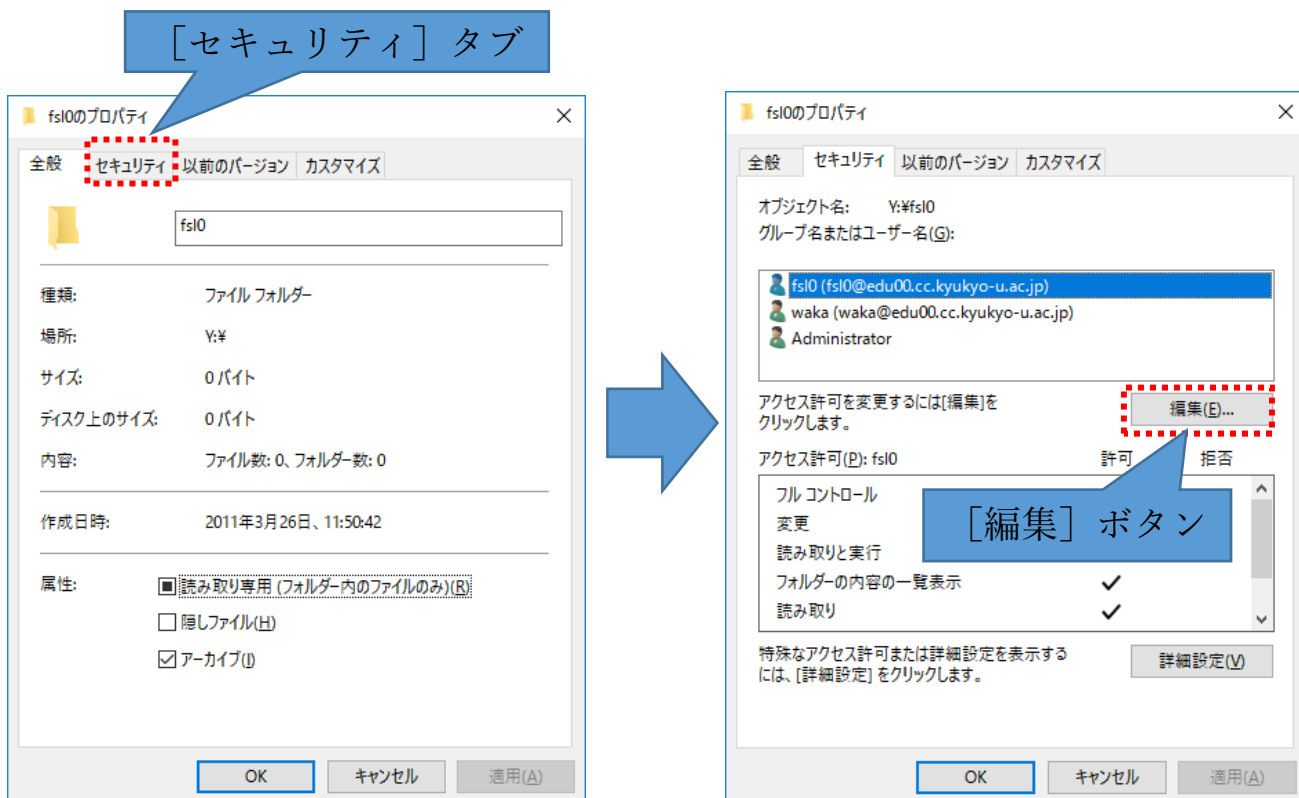 ［セキュリティ］タブ
fsl0のプロパティ
全般 セキュリティ 以前のバージョン カスタマイズ
fsl0
種類: ファイル フォルダー
場所: Y:¥
サイズ: 0 バイト
ディスク上のサイズ: 0 バイト
内容: ファイル数: 0、フォルダー数: 0
作成日時: 2011年3月26日、11:50:42
属性: 読み取り専用 (フォルダー内のファイルのみ)(R)
隠しファイル(H)
アーカイブ(I)
OK キャンセル 適用(A)
fsl0のプロパティ
全般 セキュリティ 以前のバージョン カスタマイズ
オブジェクト名: Y:¥fsl0
グループ名またはユーザー名(G):
fsl0 (fsl0@edu00.cc.kyukyo-u.ac.jp)
waka (waka@edu00.cc.kyukyo-u.ac.jp)
Administrator
アクセス許可を変更するには[編集]を
クリックします。
編集(E)...
アクセス許可(P): fsl0 許可 拒否
フル コントロール
変更
読み取りと実行
フォルダーの内容の一覧表示
読み取り
［編集］ボタン
特殊なアクセス許可または詳細設定を表示する
には、[詳細設定] をクリックします。
詳細設定(V)
OK キャンセル 適用(A)